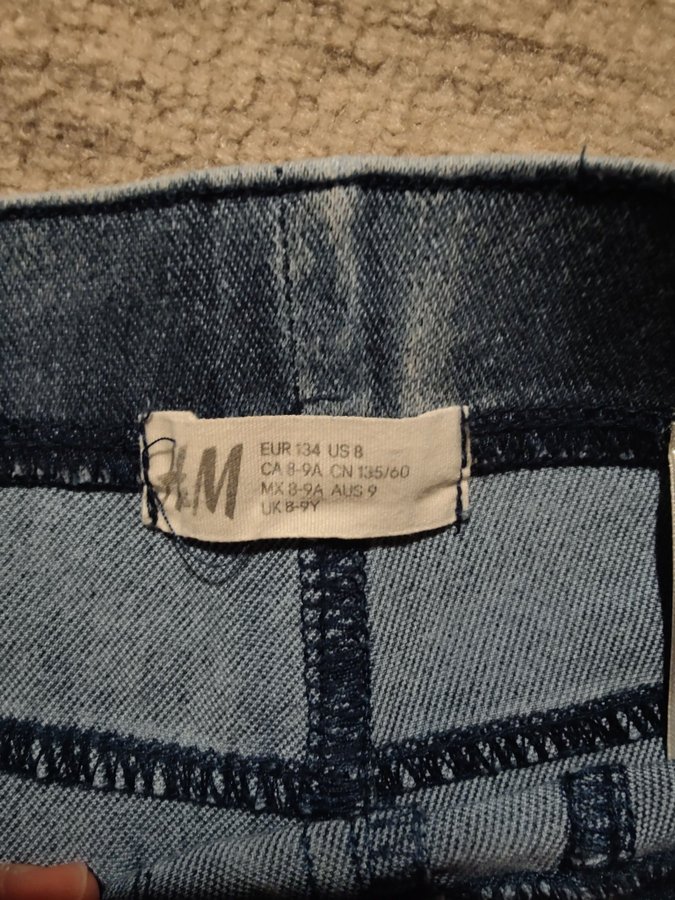 H&M
EUR 134 US 8
CA 8-9A CN 135/60
MX 8-9A AUS 9
UK 8-9Y